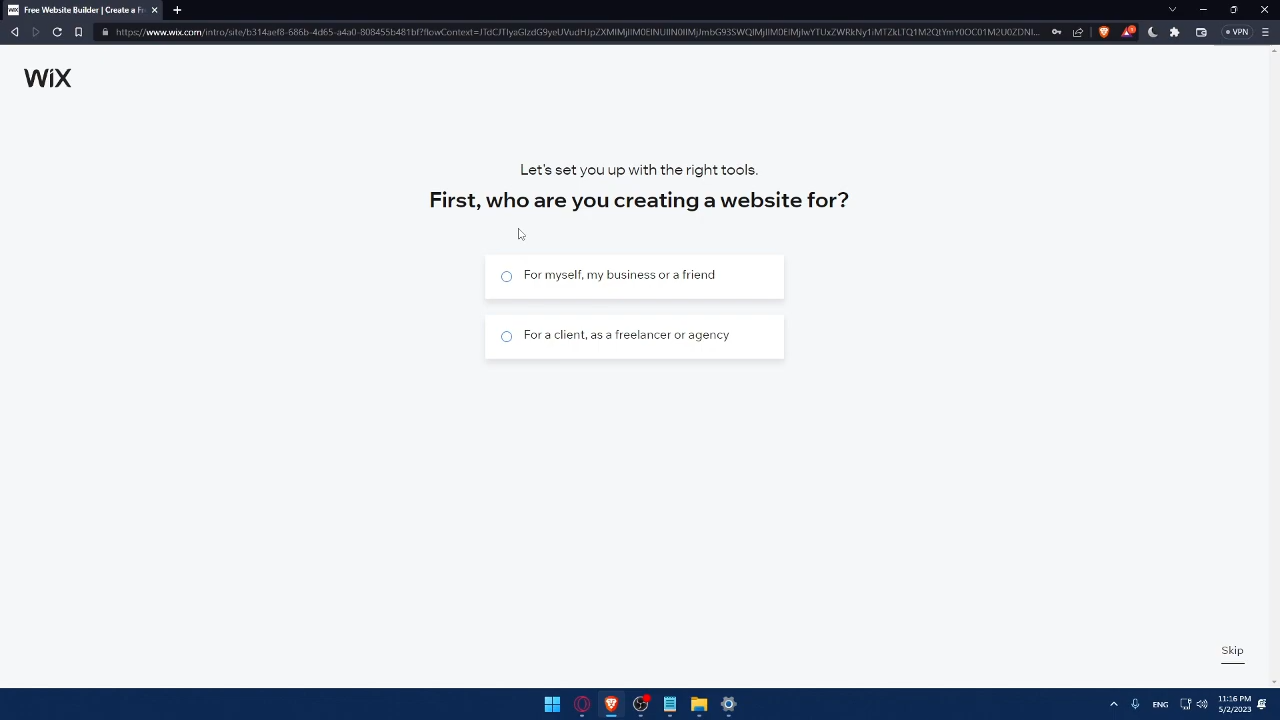 WiX Free Website Builder | Create a Fr
https://www.wix.com/intro/site/b314aef8-686b-4d65-a4a0-808455b481bf?flowContext=
VPN
WiX
Let's set you up with the right tools.
First, who are you creating a website for?
For myself, my business or a friend
For a client, as a freelancer or agency
Skip
ENG
11:16 PM
5/2/2023